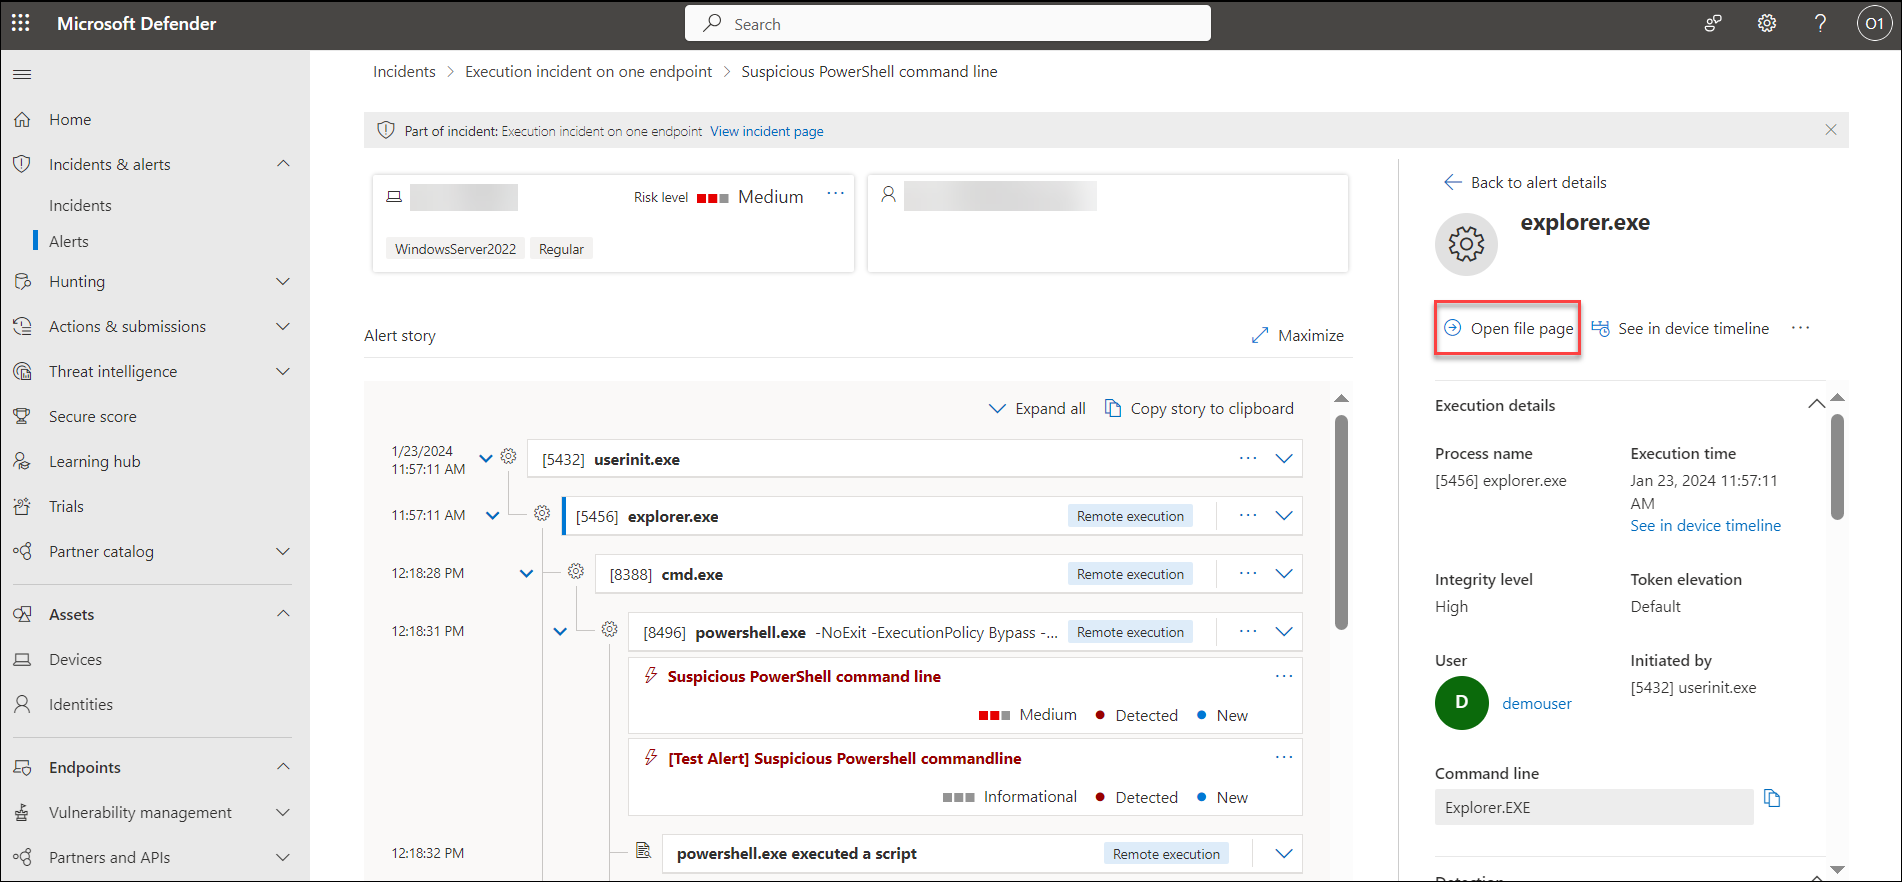 Microsoft Defender
Search
O1
Incidents > Execution incident on one endpoint > Suspicious PowerShell command line
Home
Incidents & alerts
Incidents
Alerts
Hunting
Actions & submissions
Threat intelligence
Secure score
Learning hub
Trials
Partner catalog
Assets
Devices
Identities
Endpoints
Vulnerability management
Partners and APIs
Part of incident: Execution incident on one endpoint View incident page
Risk level Medium ...
WindowsServer2022 Regular
Alert story
Maximize
Expand all Copy story to clipboard
1/23/2024
11:57:11 AM
[5432] userinit.exe ...
11:57:11 AM [5456] explorer.exe Remote execution ...
12:18:28 PM [8388] cmd.exe Remote execution ...
12:18:31 PM [8496] powershell.exe -NoExit -ExecutionPolicy Bypass -... Remote execution ...
Suspicious PowerShell command line ...
Medium Detected New
[Test Alert] Suspicious Powershell commandline ...
Informational Detected New
12:18:32 PM powershell.exe executed a script Remote execution
Back to alert details
explorer.exe
Open file page See in device timeline ...
Execution details
Process name
[5456] explorer.exe
Execution time
Jan 23, 2024 11:57:11
AM
See in device timeline
Integrity level
High
Token elevation
Default
User
D demouser
Initiated by
[5432] userinit.exe
Command line
Explorer.EXE